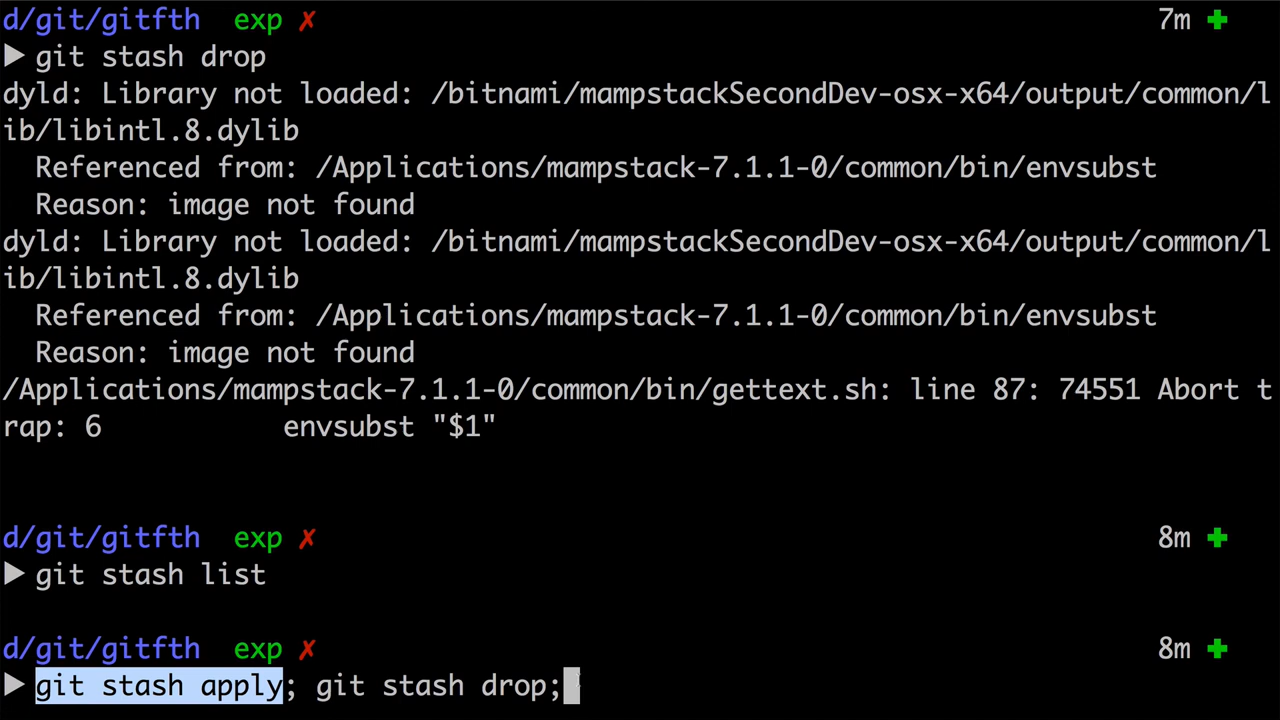 d/git/gitfth exp ✗ 7m ✚
▶ git stash drop
dyld: Library not loaded: /bitnami/mampstackSecondDev-osx-x64/output/common/l
ib/libintl.8.dylib
  Referenced from: /Applications/mampstack-7.1.1-0/common/bin/envsubst
  Reason: image not found
dyld: Library not loaded: /bitnami/mampstackSecondDev-osx-x64/output/common/l
ib/libintl.8.dylib
  Referenced from: /Applications/mampstack-7.1.1-0/common/bin/envsubst
  Reason: image not found
/Applications/mampstack-7.1.1-0/common/bin/gettext.sh: line 87: 74551 Abort t
rap: 6           envsubst "$1"
d/git/gitfth exp ✗ 8m ✚
▶ git stash list
d/git/gitfth exp ✗ 8m ✚
▶ git stash apply; git stash drop;